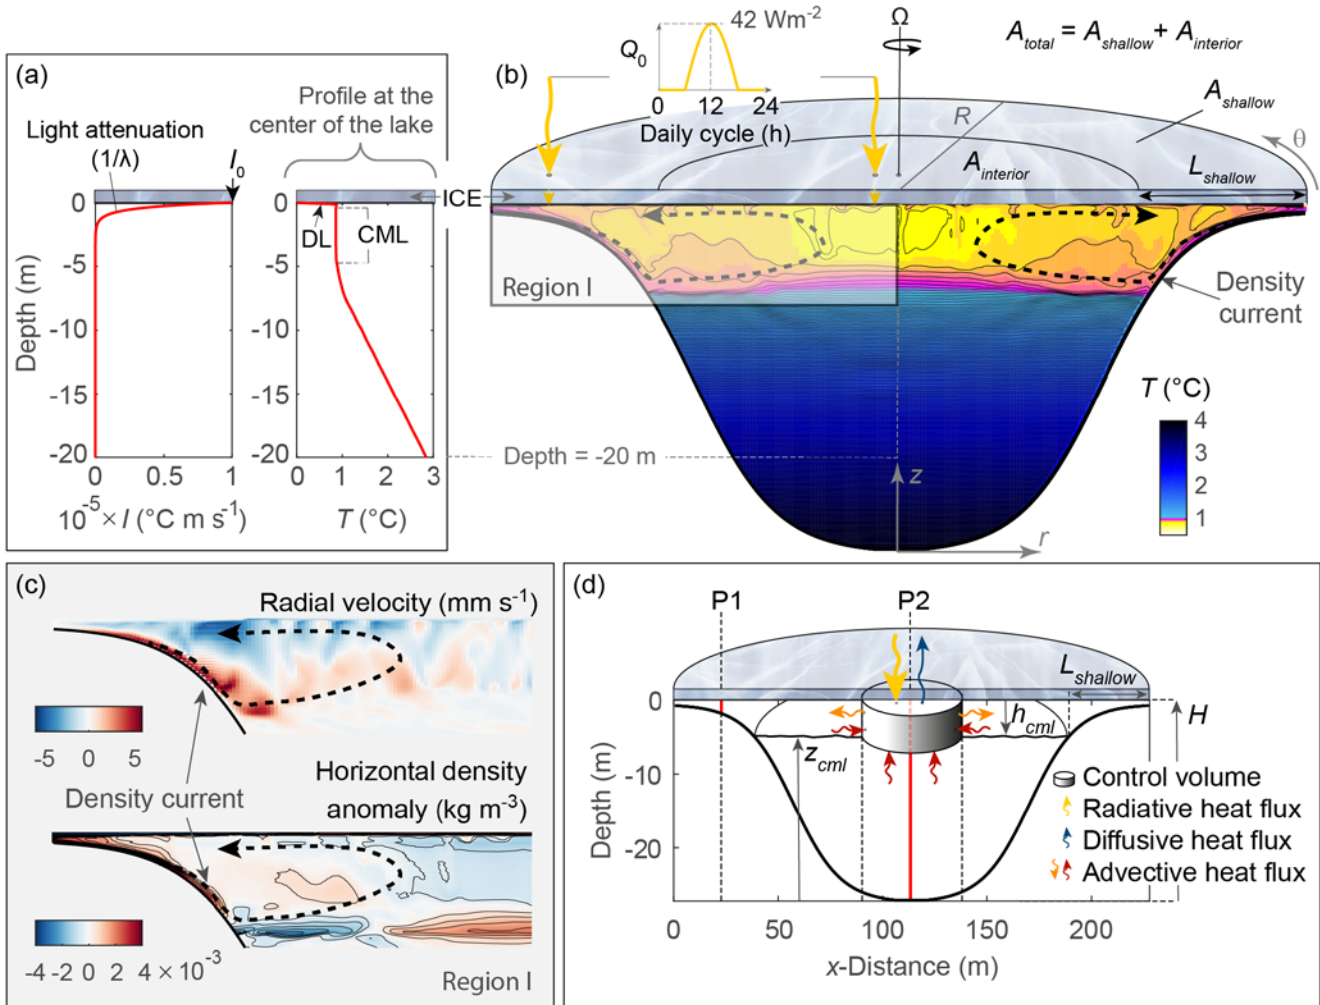 (a)
Profile at the
center of the lake
Light attenuation
(1/λ)
I0
ICE
0
-5
-10
-15
-20
Depth (m)
0 0.5 1
10-5 × I (°C m s-1)
DL
CML
0
-5
-10
-15
-20
0 1 2 3
T (°C)
(b)
Q0
42 Wm-2
0 12 24
Daily cycle (h)
Ω
Atotal = Ashallow + Ainterior
Ashallow
R
θ
Ainterior
Lshallow
Region I
Density
current
Depth = -20 m
z
r
T (°C)
4
3
2
1
(c)
Radial velocity (mm s-1)
-5 0 5
Density current
Horizontal density
anomaly (kg m-3)
-4 -2 0 2 4 × 10-3
Region I
(d)
P1
P2
Lshallow
H
hcml
zcml
0
-10
-20
Depth (m)
Control volume
Radiative heat flux
Diffusive heat flux
Advective heat flux
0 50 100 150 200
x-Distance (m)